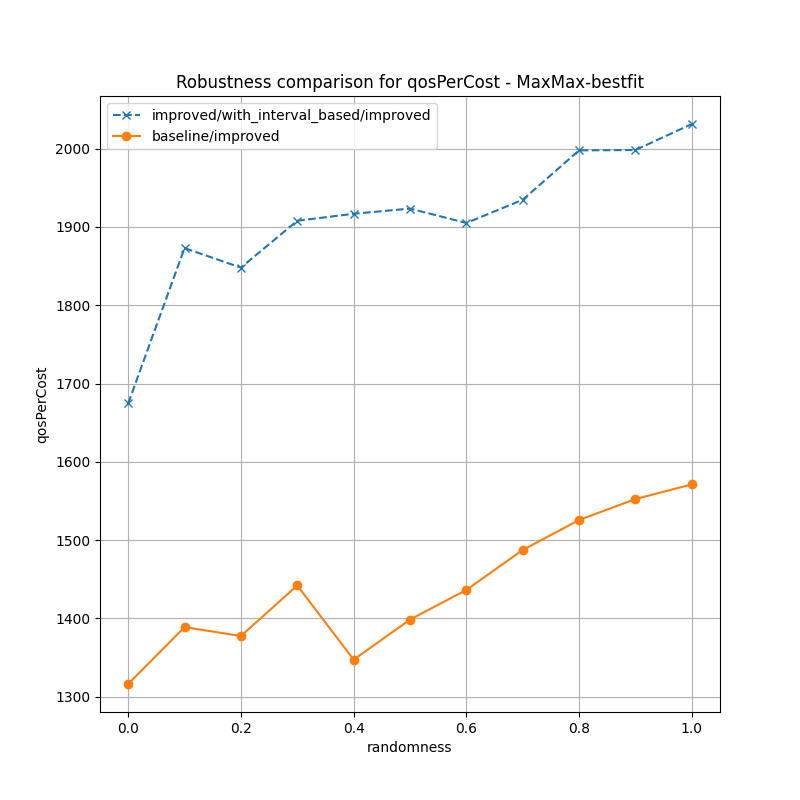 Robustness comparison for qosPerCost - MaxMax-bestfit
improved/with_interval_based/improved
baseline/improved
2000
1900
1800
1700
1600
1500
1400
1300
qosPerCost
0.0 0.2 0.4 0.6 0.8 1.0
randomness